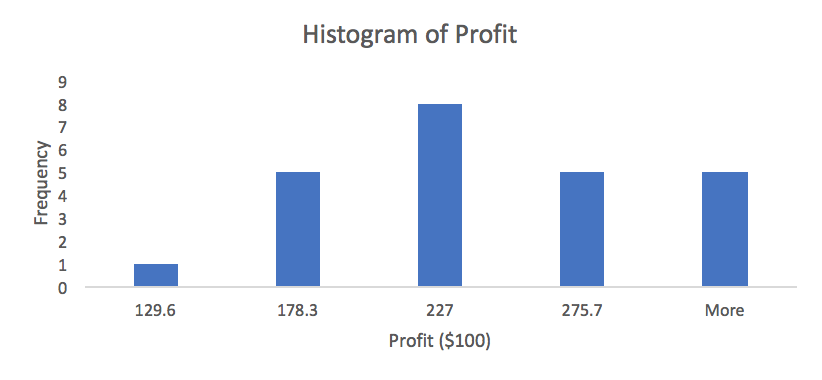 Histogram of Profit
9
8
7
6
5
4
3
2
1
0
Frequency
129.6 178.3 227 275.7 More
Profit ($100)